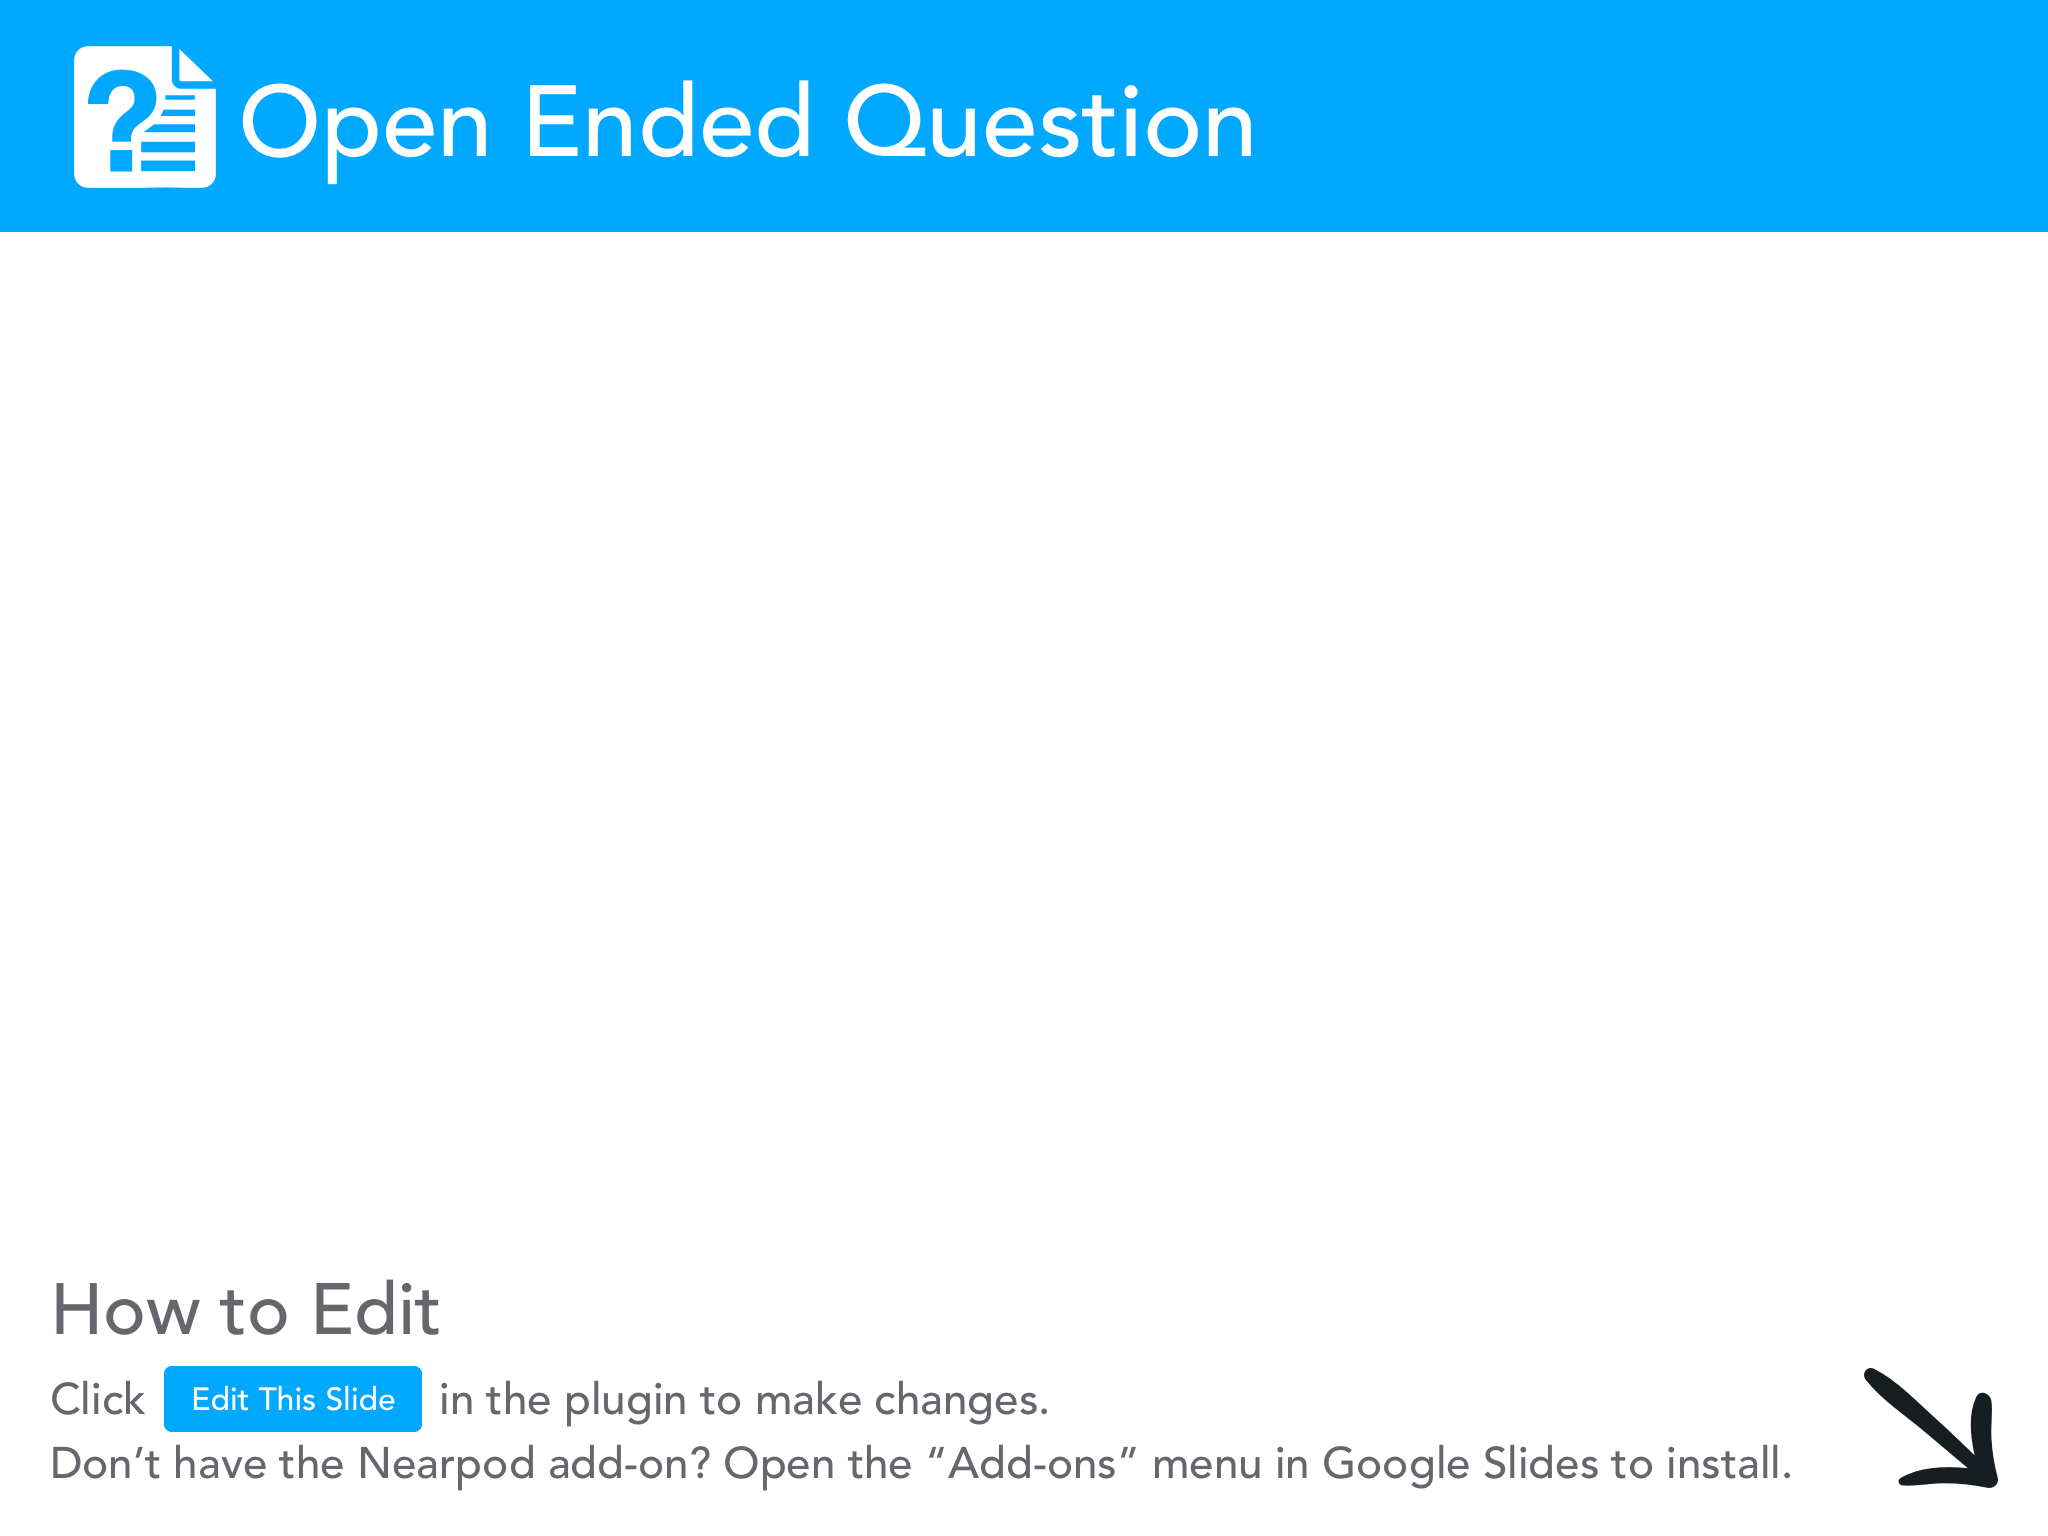 Open Ended Question
How to Edit
Click Edit This Slide in the plugin to make changes.
Don’t have the Nearpod add-on? Open the “Add-ons” menu in Google Slides to install.